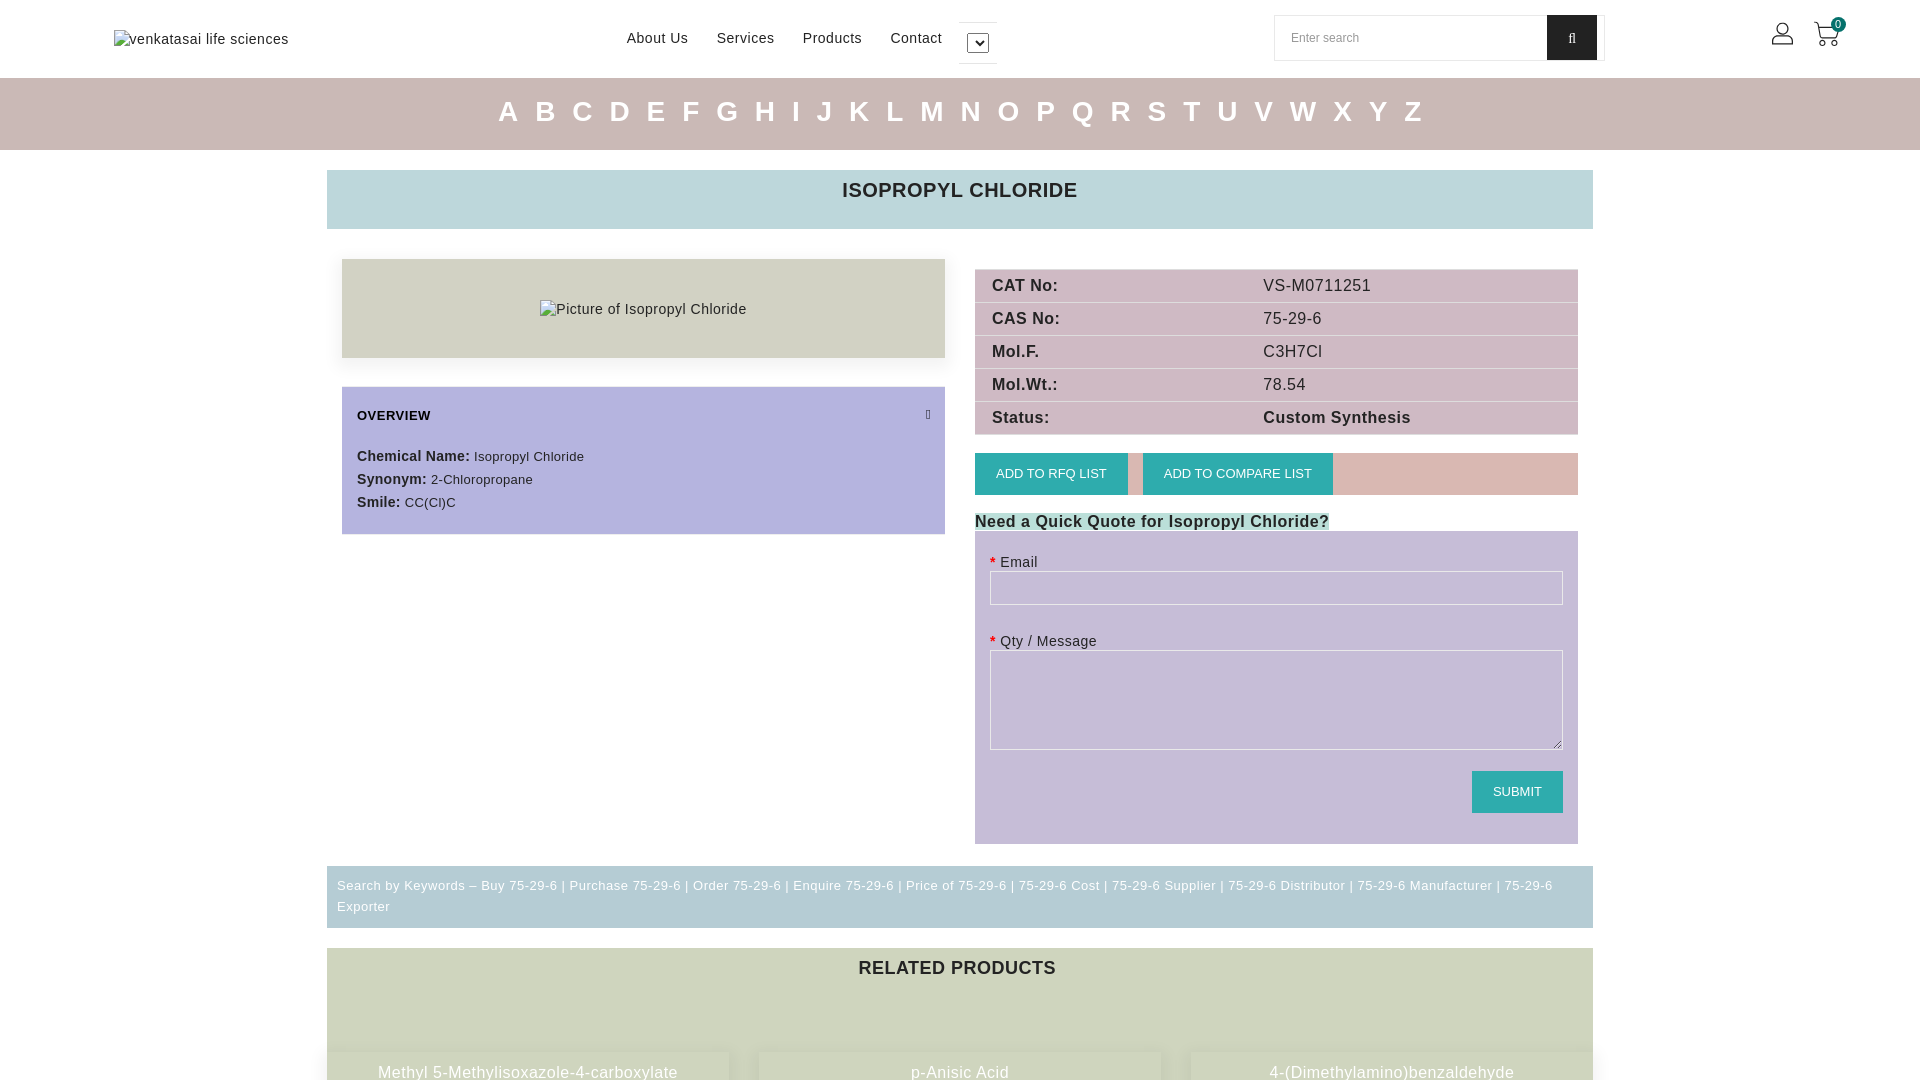 venkatasai life sciences
About Us Services Products Contact
Enter search
0
A B C D E F G H I J K L M N O P Q R S T U V W X Y Z
ISOPROPYL CHLORIDE
Picture of Isopropyl Chloride
OVERVIEW
Chemical Name: Isopropyl Chloride
Synonym: 2-Chloropropane
Smile: CC(Cl)C
CAT No: VS-M0711251
CAS No: 75-29-6
Mol.F. C3H7Cl
Mol.Wt.: 78.54
Status: Custom Synthesis
ADD TO RFQ LIST ADD TO COMPARE LIST
Need a Quick Quote for Isopropyl Chloride?
* Email
* Qty / Message
SUBMIT
Search by Keywords – Buy 75-29-6 | Purchase 75-29-6 | Order 75-29-6 | Enquire 75-29-6 | Price of 75-29-6 | 75-29-6 Cost | 75-29-6 Supplier | 75-29-6 Distributor | 75-29-6 Manufacturer | 75-29-6
Exporter
RELATED PRODUCTS
Methyl 5-Methylisoxazole-4-carboxylate p-Anisic Acid 4-(Dimethylamino)benzaldehyde